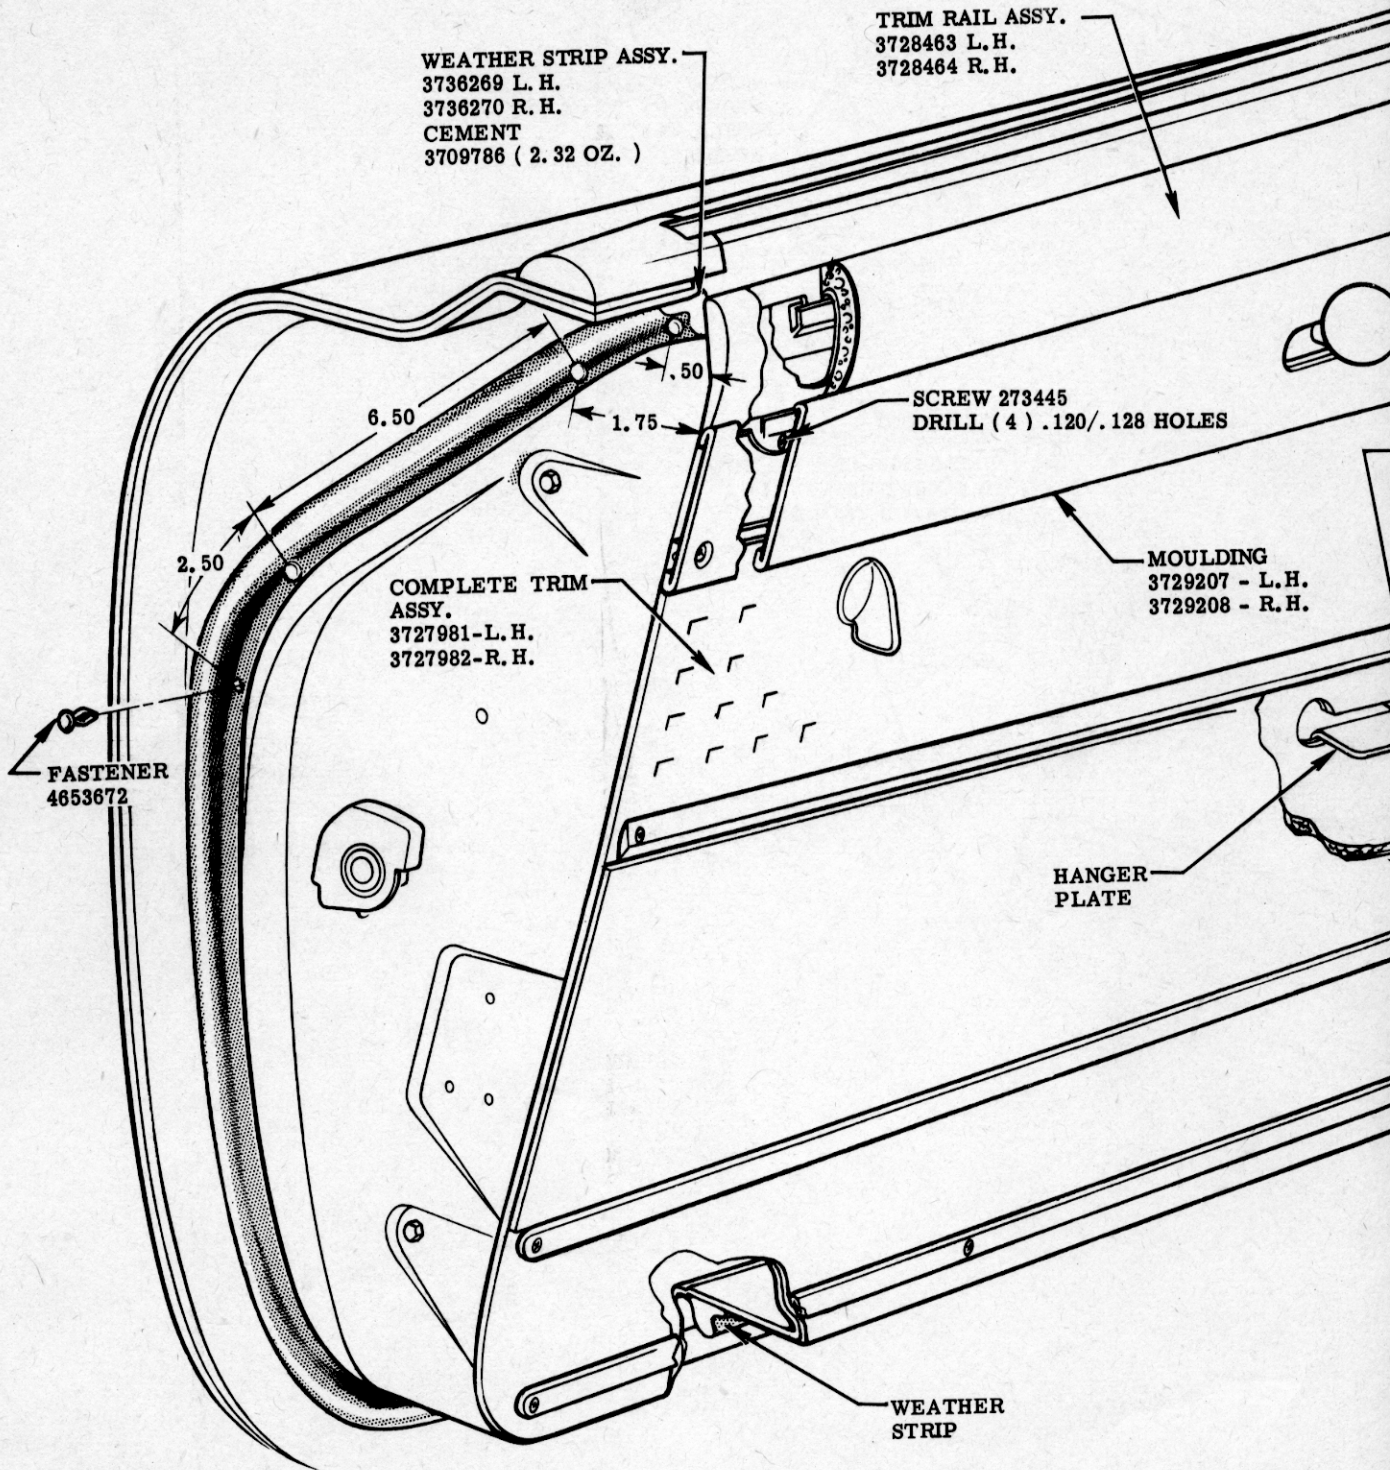 TRIM RAIL ASSY.
3728463 L.H.
3728464 R.H.
WEATHER STRIP ASSY.
3736269 L.H.
3736270 R.H.
CEMENT
3709786 ( 2.32 OZ. )
.50
6.50
1.75
SCREW 273445
DRILL ( 4 ) .120/.128 HOLES
2.50
MOULDING
3729207 - L.H.
3729208 - R.H.
COMPLETE TRIM
ASSY.
3727981-L.H.
3727982-R.H.
FASTENER
4653672
HANGER
PLATE
WEATHER
STRIP